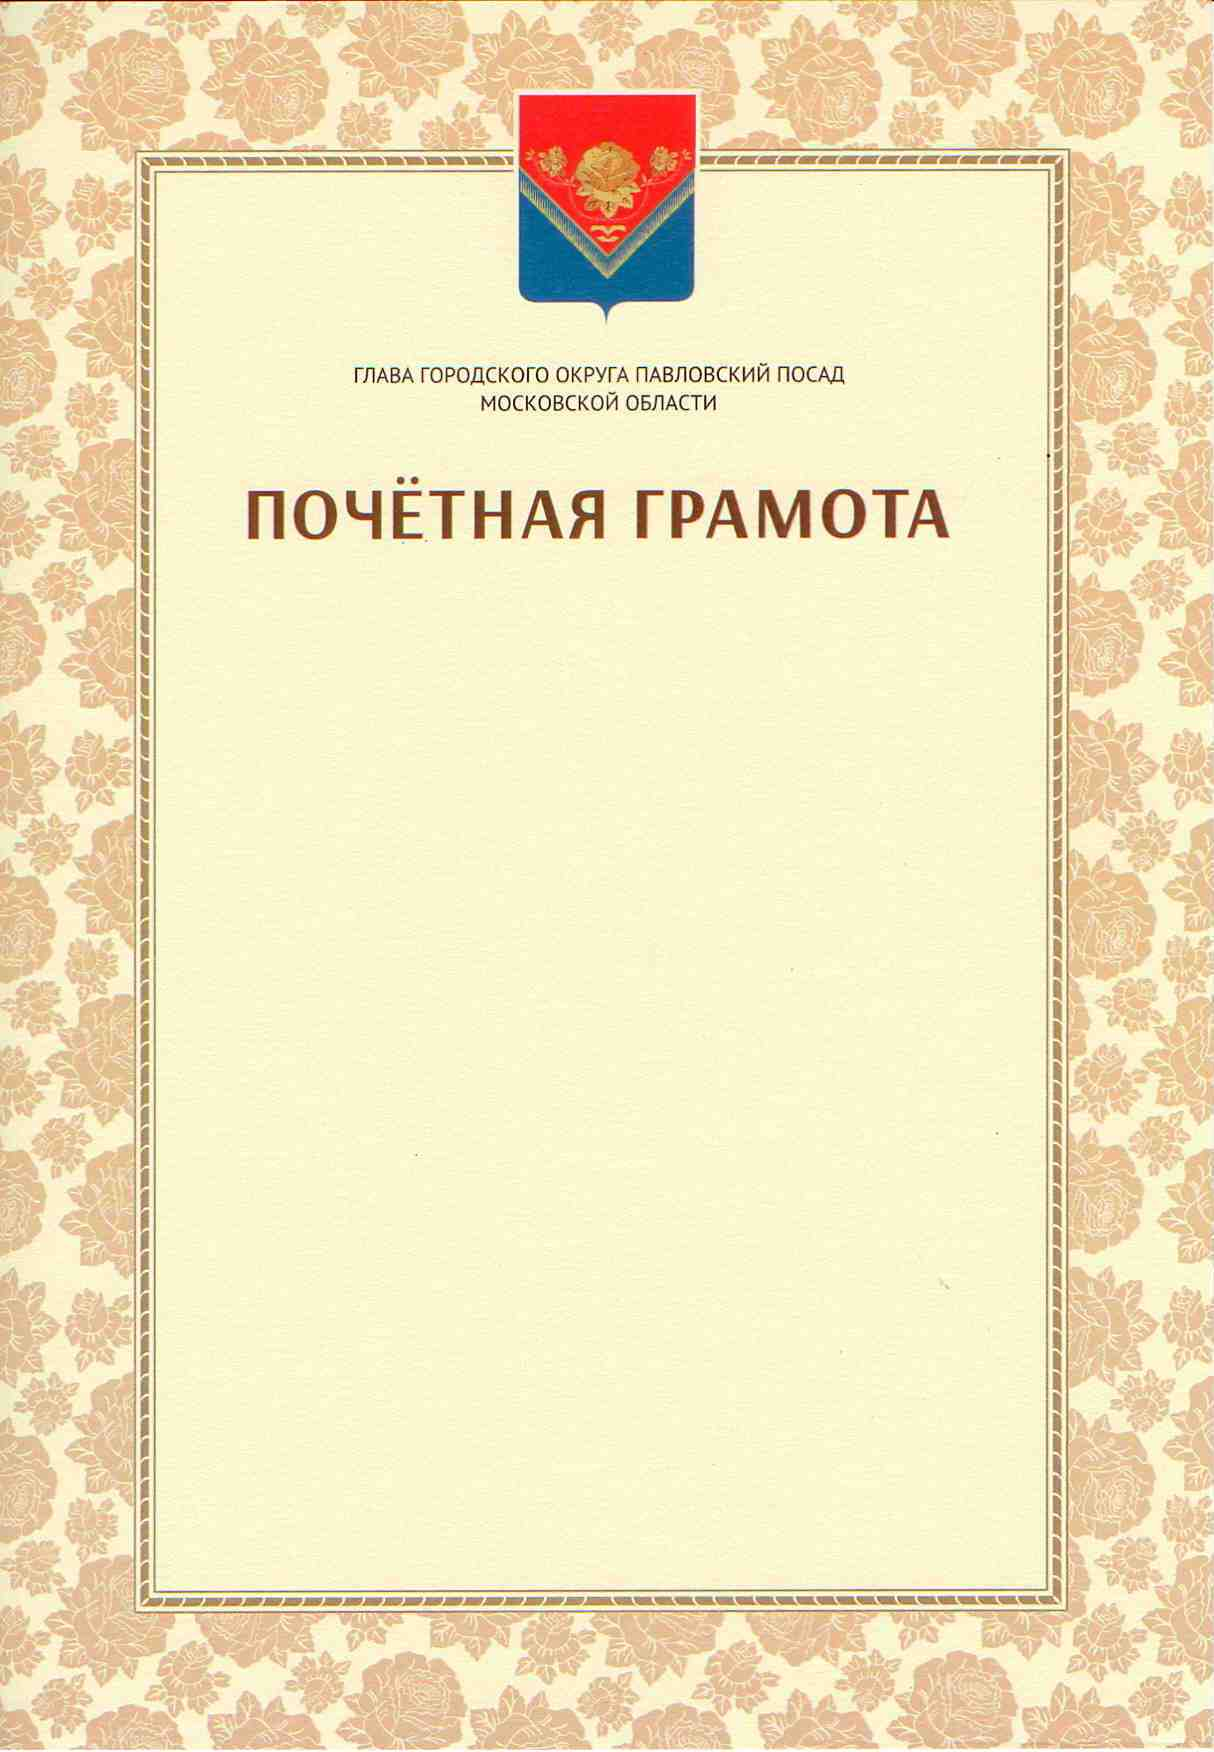 ГЛАВА ГОРОДСКОГО ОКРУГА ПАВЛОВСКИЙ ПОСАД
МОСКОВСКОЙ ОБЛАСТИ
ПОЧЁТНАЯ ГРАМОТА